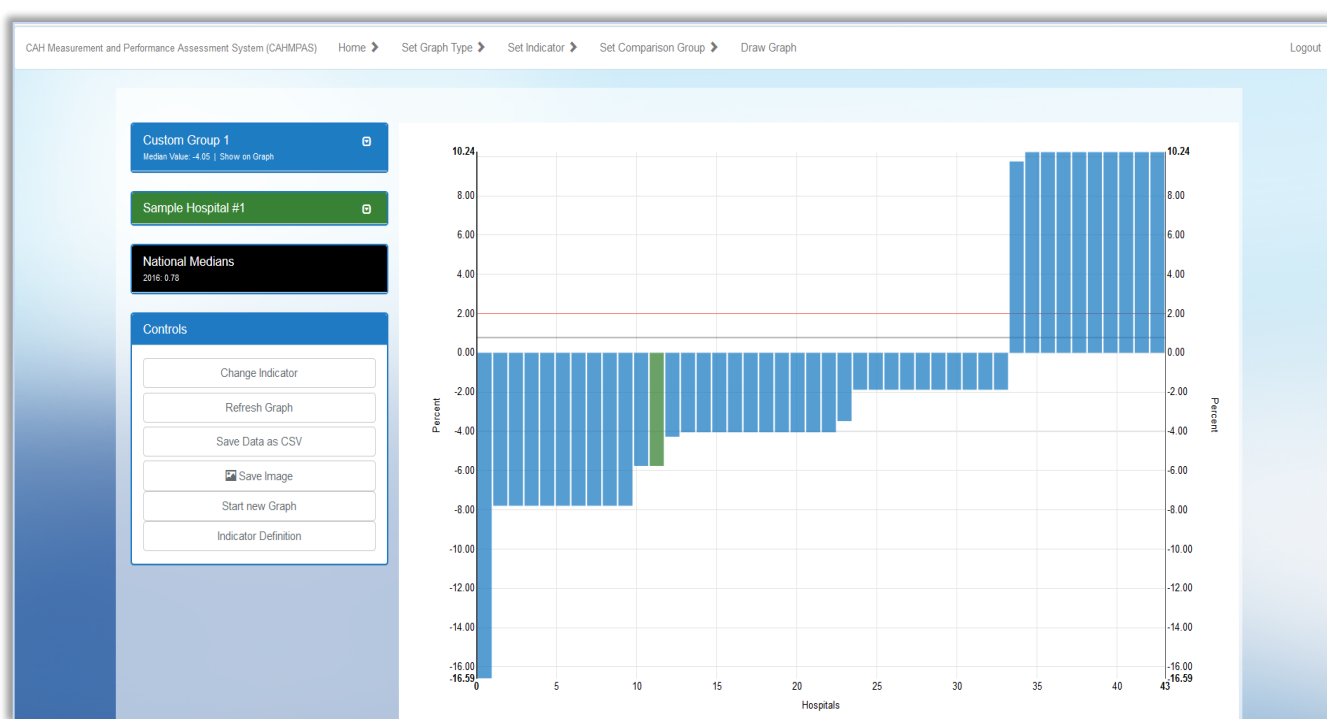 CAH Measurement and Performance Assessment System (CAHMPAS) Home Set Graph Type Set Indicator Set Comparison Group Draw Graph Logout
Custom Group 1
Median Value: -4.05 | Show on Graph
Sample Hospital #1
National Medians
2016: 0.78
Controls
Change Indicator
Refresh Graph
Save Data as CSV
Save Image
Start new Graph
Indicator Definition
10.24 10.24
8.00 8.00
6.00 6.00
4.00 4.00
2.00 2.00
0.00 0.00
-2.00 -2.00
Percent Percent
-4.00 -4.00
-6.00 -6.00
-8.00 -8.00
-10.00 -10.00
-12.00 -12.00
-14.00 -14.00
-16.00 -16.00
-16.59 -16.59
0 5 10 15 20 25 30 35 40 43
Hospitals